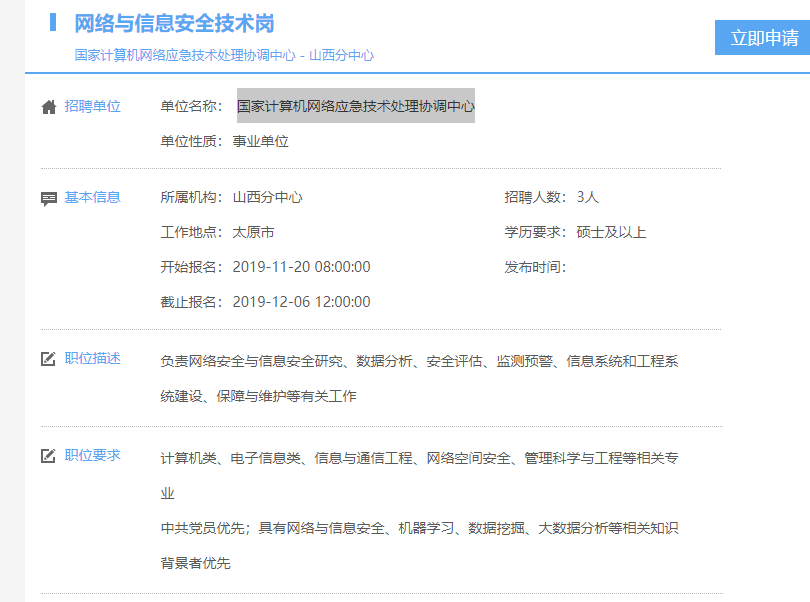 网络与信息安全技术岗
国家计算机网络应急技术处理协调中心 - 山西分中心
立即申请
招聘单位
单位名称： 国家计算机网络应急技术处理协调中心
单位性质： 事业单位
基本信息
所属机构： 山西分中心
招聘人数： 3人
工作地点： 太原市
学历要求： 硕士及以上
开始报名： 2019-11-20 08:00:00
发布时间：
截止报名： 2019-12-06 12:00:00
职位描述
负责网络安全与信息安全研究、数据分析、安全评估、监测预警、信息系统和工程系
统建设、保障与维护等有关工作
职位要求
计算机类、电子信息类、信息与通信工程、网络空间安全、管理科学与工程等相关专
业
中共党员优先；具有网络与信息安全、机器学习、数据挖掘、大数据分析等相关知识
背景者优先